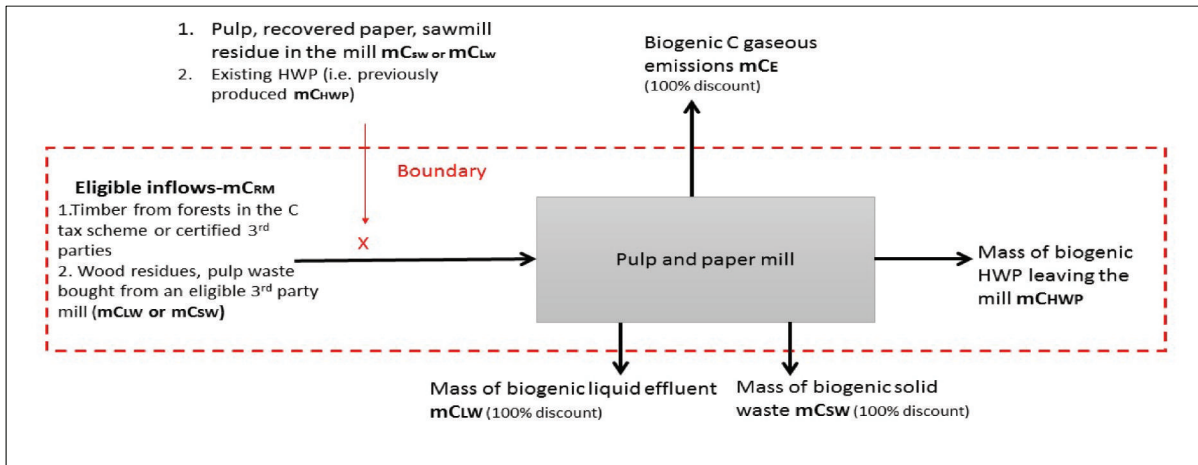 1. Pulp, recovered paper, sawmill
residue in the mill mCsw or mCLw
2. Existing HWP (i.e. previously
produced mCHWP)
Biogenic C gaseous
emissions mCE
(100% discount)
Boundary
Eligible inflows-mCRM
1.Timber from forests in the C
tax scheme or certified 3rd
parties
2. Wood residues, pulp waste
bought from an eligible 3rd party
mill (mCLW or mCsw)
X
Pulp and paper mill
Mass of biogenic
HWP leaving the
mill mCHWP
Mass of biogenic liquid effluent
mCLW (100% discount)
Mass of biogenic solid
waste mCsw (100% discount)